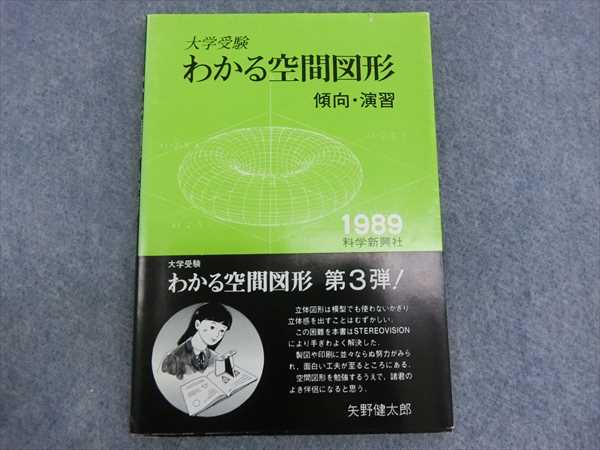 大学受験
わかる空間図形
傾向・演習
1989
科学新興社
大学受験
わかる空間図形 第3弾!
立体図形は模型でも使わないかぎり
立体感を出すことはむずかしい．
この困難を本書はSTEREOVISION
により手ぎわよく解決した．
製図や印刷に並々ならぬ努力がみら
れ，面白い工夫が至るところにある．
空間図形を勉強するうえで，諸君の
よき伴侶になると思う．
矢野健太郎